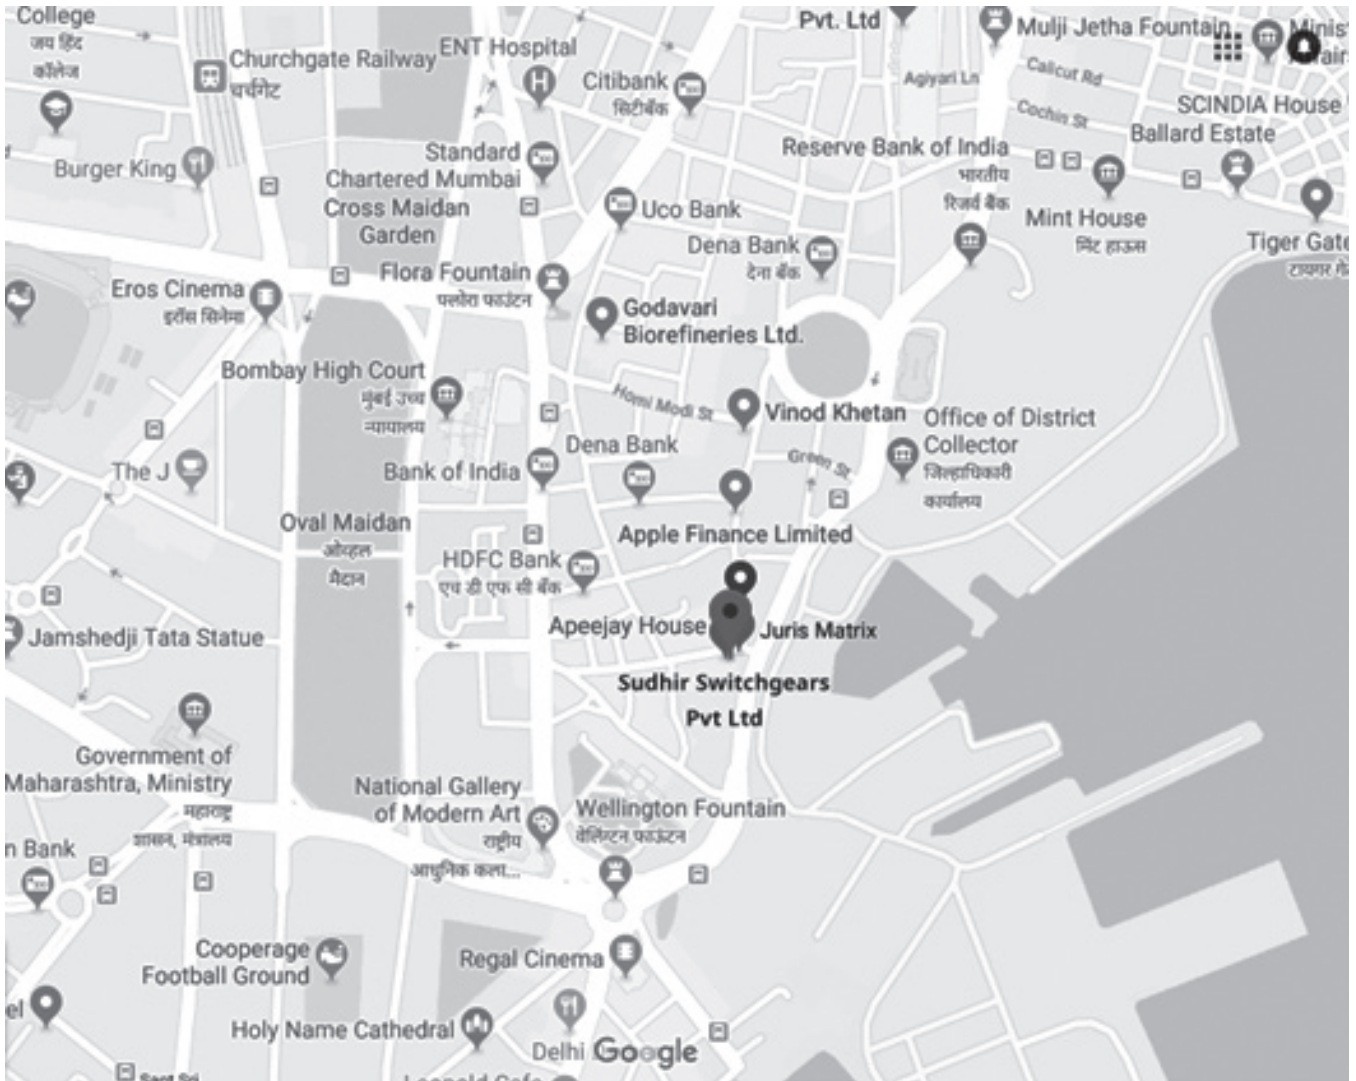 College
जय हिंद
कॉलेज
Churchgate Railway
चर्चगेट
ENT Hospital
Citibank
सिटीबँक
Pvt. Ltd
Mulji Jetha Fountain
Agiyari Ln
Calicut Rd
Cochin St
SCINDIA House
Ballard Estate
Burger King
Standard
Chartered Mumbai
Cross Maidan
Garden
Uco Bank
Reserve Bank of India
भारतीय
रिजर्व बैंक
Mint House
मिंट हाऊस
Tiger Gate
टायगर गे
Dena Bank
देना बँक
Flora Fountain
फ्लोरा फाउंटन
Eros Cinema
इरॉस सिनेमा
Godavari
Biorefineries Ltd.
Bombay High Court
मुंबई उच्च
न्यायालय
Homi Modi St
Vinod Khetan
Office of District
Collector
जिल्हाधिकारी
कार्यालय
Green St
The J
Bank of India
Dena Bank
Apple Finance Limited
Oval Maidan
ओव्हल
मैदान
HDFC Bank
एच डी एफ सी बँक
Jamshedji Tata Statue
Apeejay House
Juris Matrix
Sudhir Switchgears
Pvt Ltd
Government of
Maharashtra, Ministry
महाराष्ट्र
शासन, मंत्रालय
National Gallery
of Modern Art
राष्ट्रीय
आधुनिक कला...
Wellington Fountain
वेलिंग्टन फाऊंटन
n Bank
Cooperage
Football Ground
Regal Cinema
el
Holy Name Cathedral
Delhi
Google